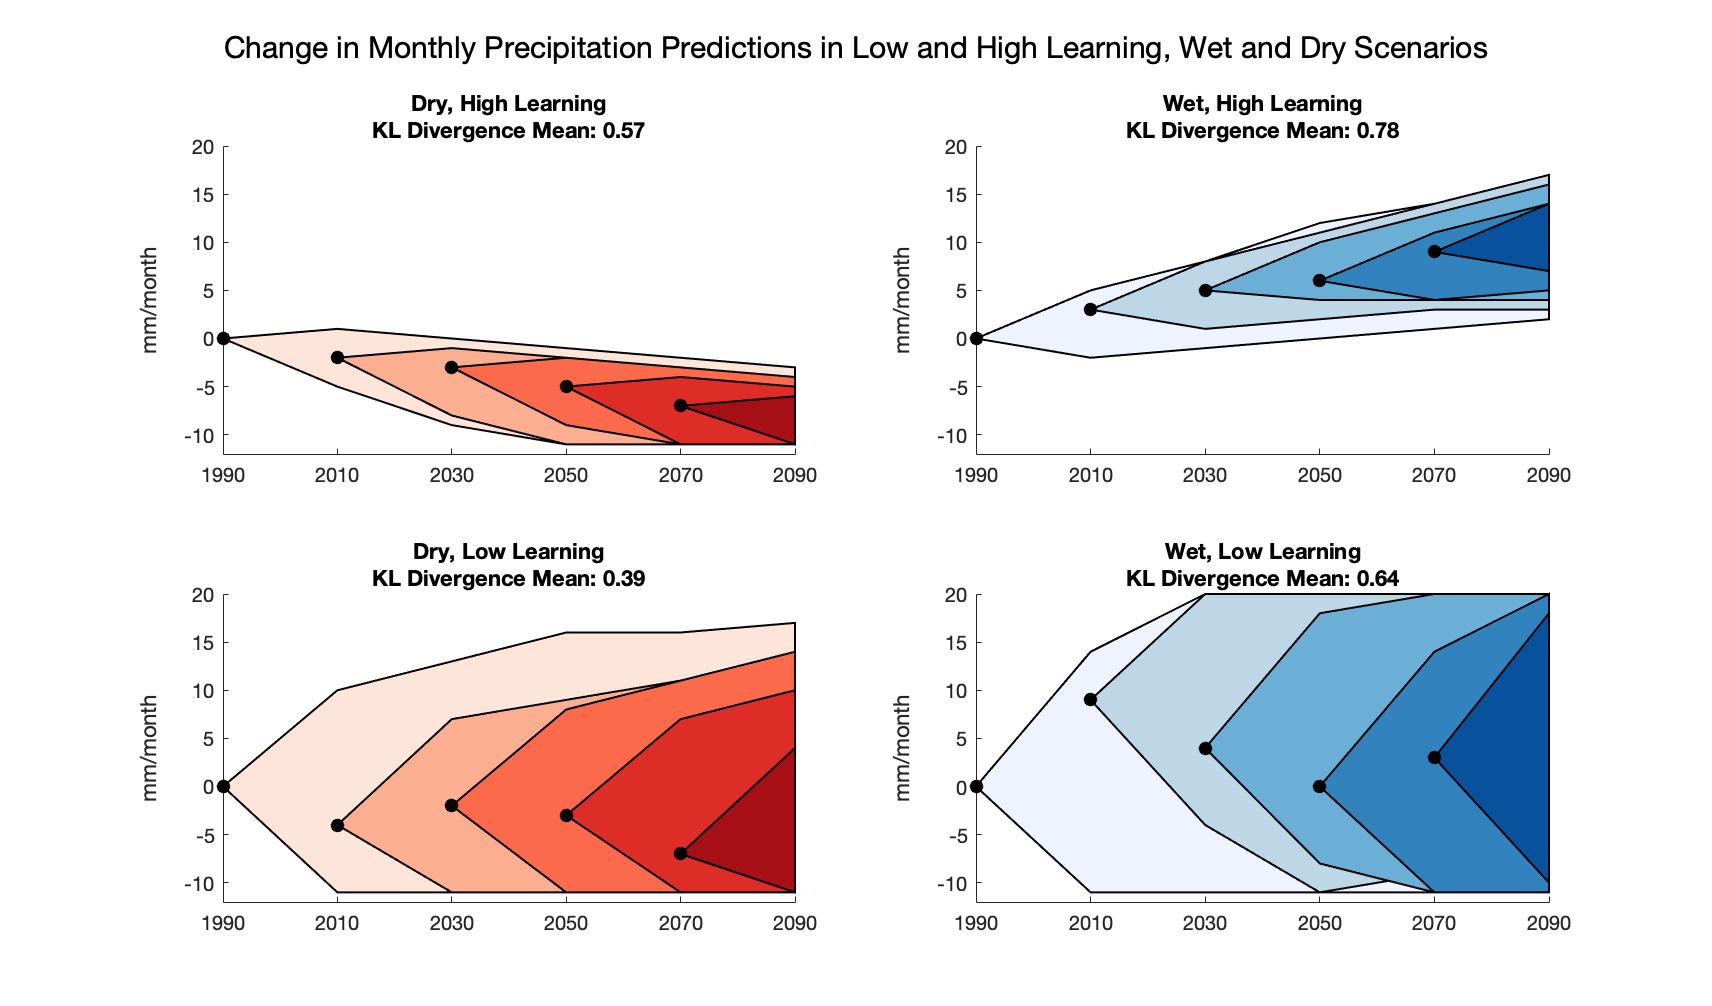 Change in Monthly Precipitation Predictions in Low and High Learning, Wet and Dry Scenarios
Dry, High Learning
KL Divergence Mean: 0.57
20
15
10
5
0
-5
-10
mm/month
1990 2010 2030 2050 2070 2090
Wet, High Learning
KL Divergence Mean: 0.78
20
15
10
5
0
-5
-10
mm/month
1990 2010 2030 2050 2070 2090
Dry, Low Learning
KL Divergence Mean: 0.39
20
15
10
5
0
-5
-10
mm/month
1990 2010 2030 2050 2070 2090
Wet, Low Learning
KL Divergence Mean: 0.64
20
15
10
5
0
-5
-10
mm/month
1990 2010 2030 2050 2070 2090